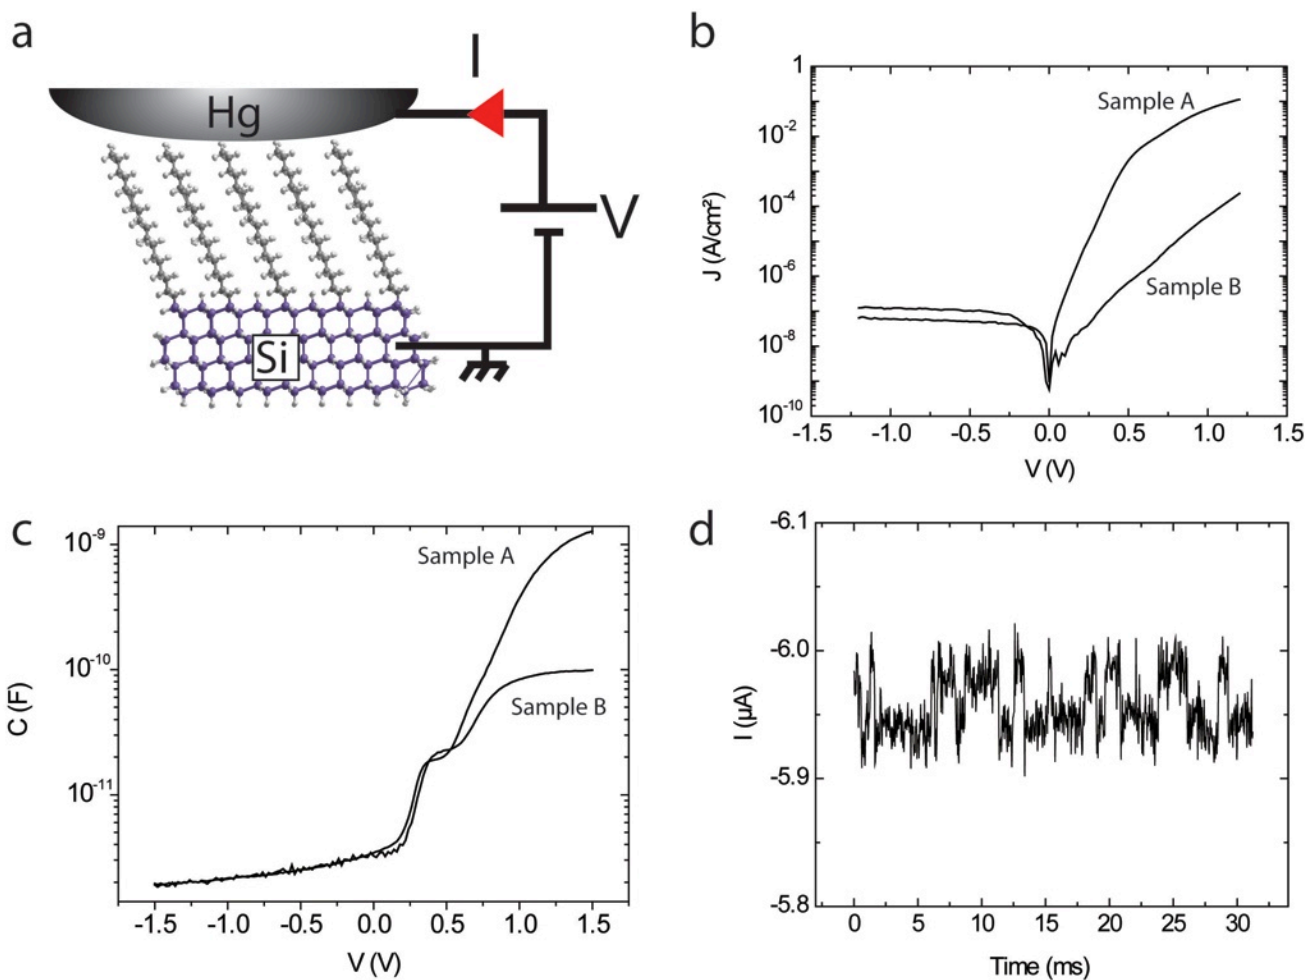 a
I
Hg
V
Si
b
1
10⁻²
10⁻⁴
10⁻⁶
10⁻⁸
10⁻¹⁰
J (A/cm²)
Sample A
Sample B
-1.5 -1.0 -0.5 0.0 0.5 1.0 1.5
V (V)
c
10⁻⁹
10⁻¹⁰
10⁻¹¹
C (F)
Sample A
Sample B
-1.5 -1.0 -0.5 0.0 0.5 1.0 1.5
V (V)
d
-6.1
-6.0
-5.9
-5.8
I (µA)
0 5 10 15 20 25 30
Time (ms)